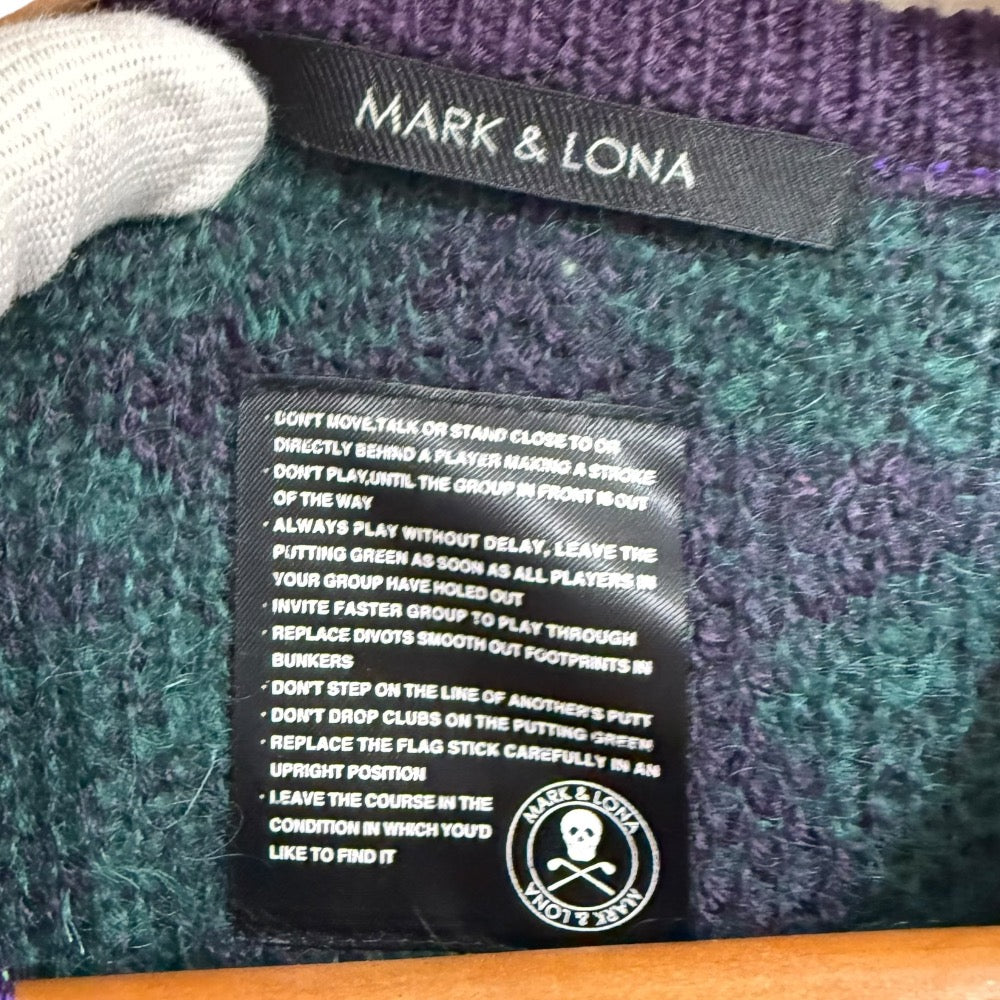 MARK & LONA
· DON'T MOVE,TALK OR STAND CLOSE TO OR
DIRECTLY BEHIND A PLAYER MAKING A STROKE
· DON'T PLAY,UNTIL THE GROUP IN FRONT IS OUT
OF THE WAY
· ALWAYS PLAY WITHOUT DELAY, LEAVE THE
PUTTING GREEN AS SOON AS ALL PLAYERS IN
YOUR GROUP HAVE HOLED OUT
· INVITE FASTER GROUP TO PLAY THROUGH
· REPLACE DIVOTS SMOOTH OUT FOOTPRINTS IN
BUNKERS
· DON'T STEP ON THE LINE OF ANOTHER'S PUTT
· DON'T DROP CLUBS ON THE PUTTING GREEN
· REPLACE THE FLAG STICK CAREFULLY IN AN
UPRIGHT POSITION
· LEAVE THE COURSE IN THE
CONDITION IN WHICH YOU'D
LIKE TO FIND IT
MARK & LONA
MARK & LONA